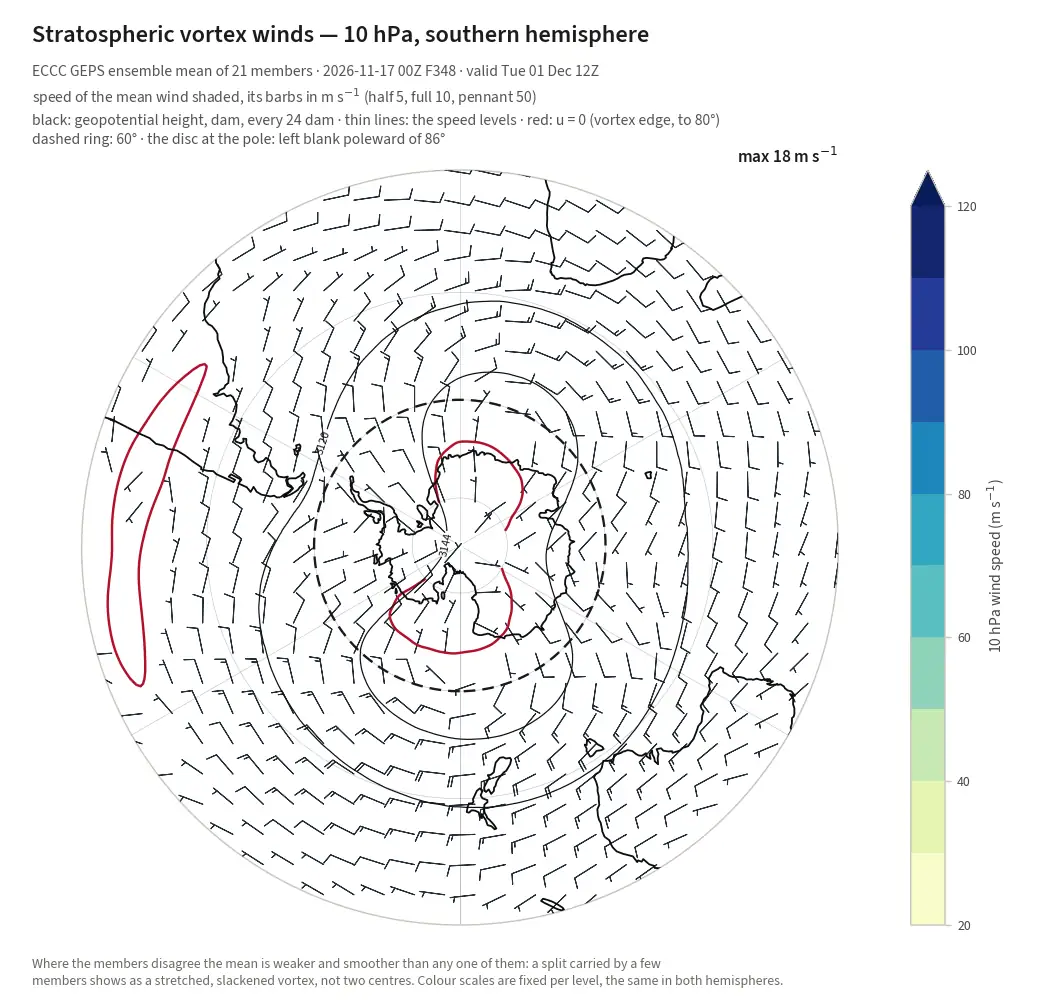 Stratospheric vortex winds — 10 hPa, southern hemisphere
ECCC GEPS ensemble mean of 21 members · 2026-11-17 00Z F348 · valid Tue 01 Dec 12Z
speed of the mean wind shaded, its barbs in m s⁻¹ (half 5, full 10, pennant 50)
black: geopotential height, dam, every 24 dam · thin lines: the speed levels · red: u = 0 (vortex edge, to 80°)
dashed ring: 60° · the disc at the pole: left blank poleward of 86°
max 18 m s⁻¹
120
100
80
60
40
20
10 hPa wind speed (m s⁻¹)
3120
3144
Where the members disagree the mean is weaker and smoother than any one of them: a split carried by a few
members shows as a stretched, slackened vortex, not two centres. Colour scales are fixed per level, the same in both hemispheres.